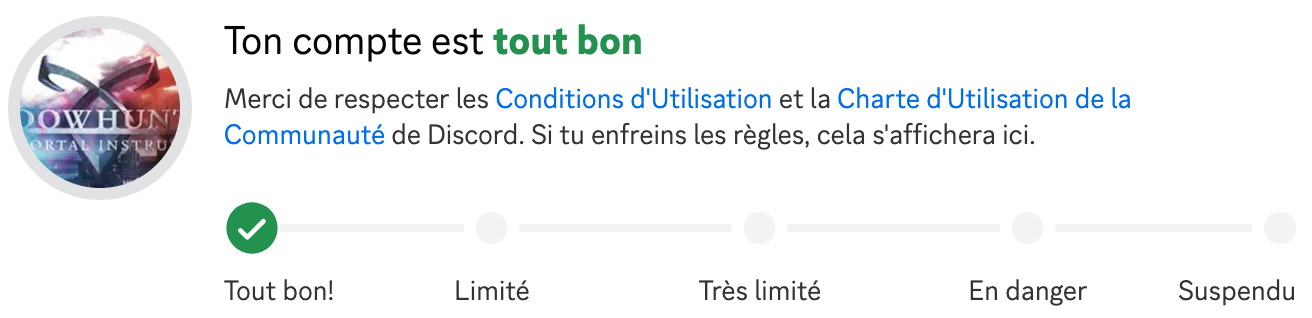 Ton compte est tout bon
Merci de respecter les Conditions d'Utilisation et la Charte d'Utilisation de la
Communauté de Discord. Si tu enfreins les règles, cela s'affichera ici.
DOWHUNT
ORTAL INSTRU
Tout bon! Limité Très limité En danger Suspendu